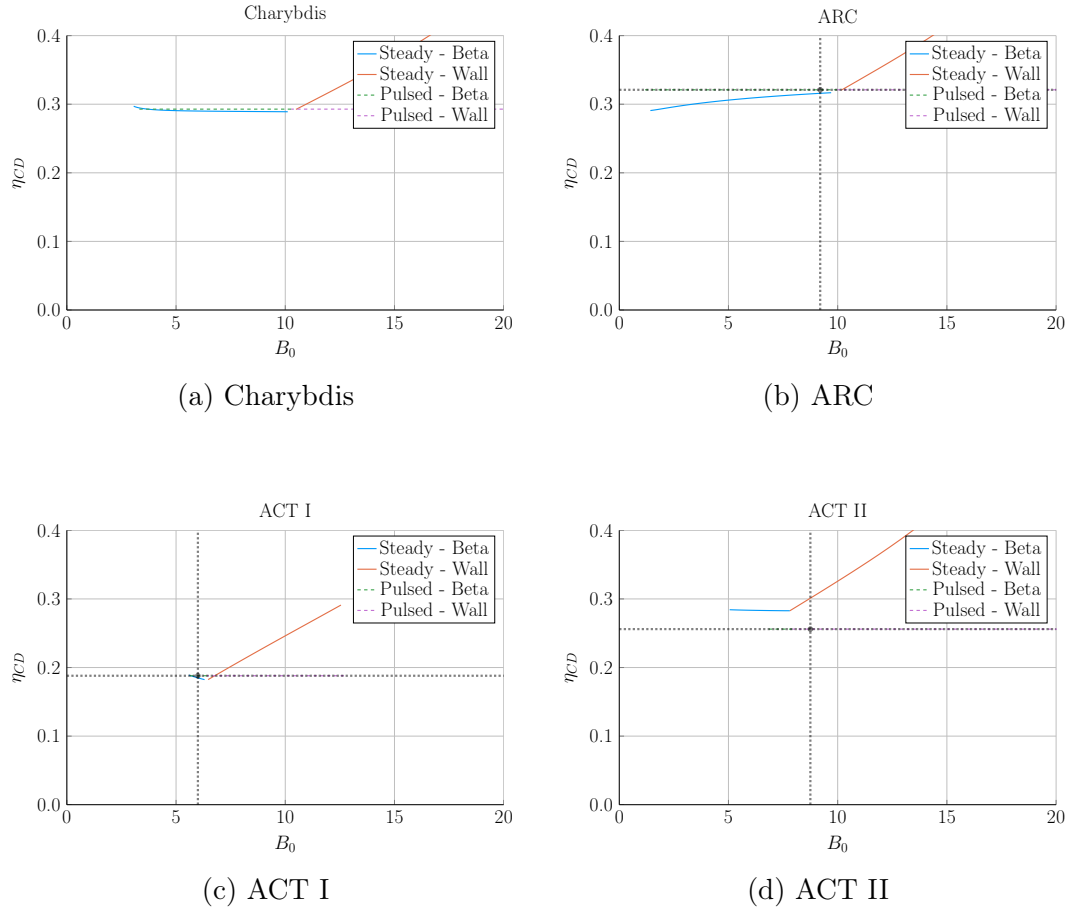 Charybdis
0.4
0.3
0.2
0.1
0.0
η_CD
0
5
10
15
20
B_0
Steady - Beta
Steady - Wall
Pulsed - Beta
Pulsed - Wall
(a) Charybdis
ARC
0.4
0.3
0.2
0.1
0.0
η_CD
0
5
10
15
20
B_0
Steady - Beta
Steady - Wall
Pulsed - Beta
Pulsed - Wall
(b) ARC
ACT I
0.4
0.3
0.2
0.1
0.0
η_CD
0
5
10
15
20
B_0
Steady - Beta
Steady - Wall
Pulsed - Beta
Pulsed - Wall
(c) ACT I
ACT II
0.4
0.3
0.2
0.1
0.0
η_CD
0
5
10
15
20
B_0
Steady - Beta
Steady - Wall
Pulsed - Beta
Pulsed - Wall
(d) ACT II